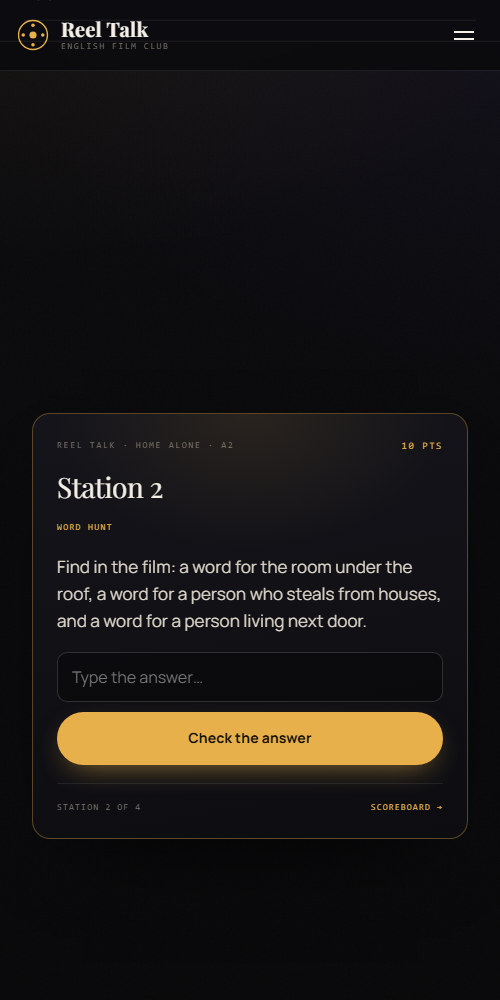 Reel Talk
ENGLISH FILM CLUB
REEL TALK · HOME ALONE · A2
10 PTS
Station 2
WORD HUNT
Find in the film: a word for the room under the
roof, a word for a person who steals from houses,
and a word for a person living next door.
Type the answer…
Check the answer
STATION 2 OF 4
SCOREBOARD →